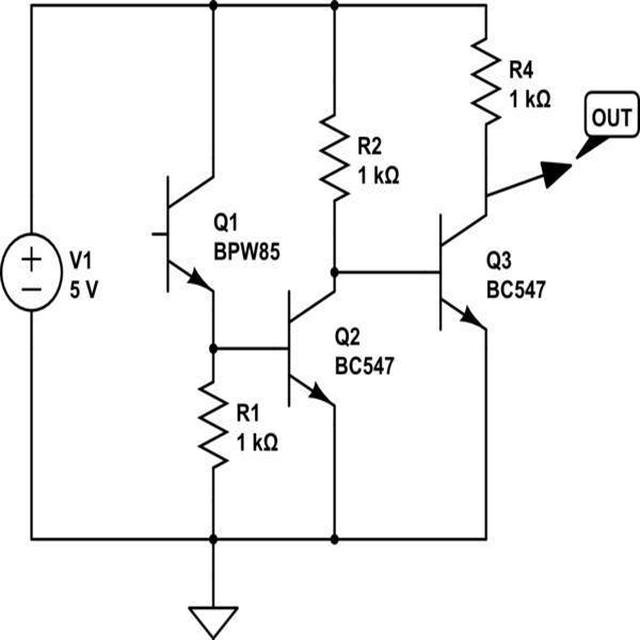 R4
1 kΩ
OUT
R2
1 kΩ
Q1
BPW85
+
V1
5 V
−
Q3
BC547
Q2
BC547
R1
1 kΩ